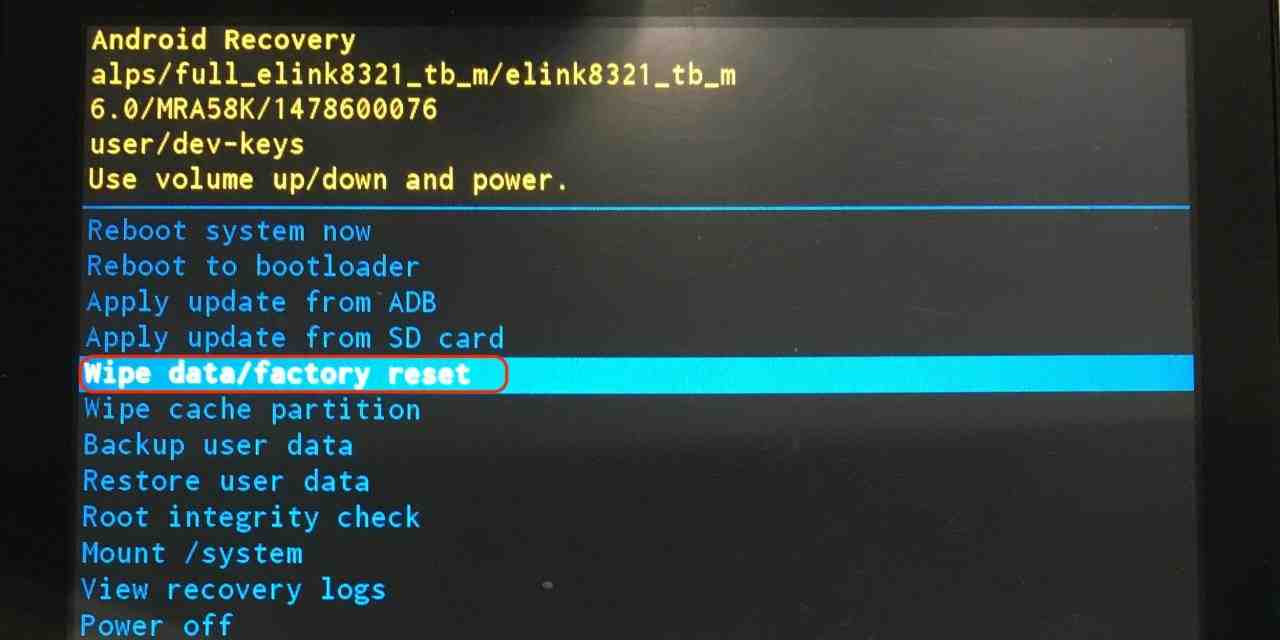 Android Recovery
alps/full_elink8321_tb_m/elink8321_tb_m
6.0/MRA58K/1478600076
user/dev-keys
Use volume up/down and power.
Reboot system now
Reboot to bootloader
Apply update from ADB
Apply update from SD card
Wipe data/factory reset
Wipe cache partition
Backup user data
Restore user data
Root integrity check
Mount /system
View recovery logs
Power off